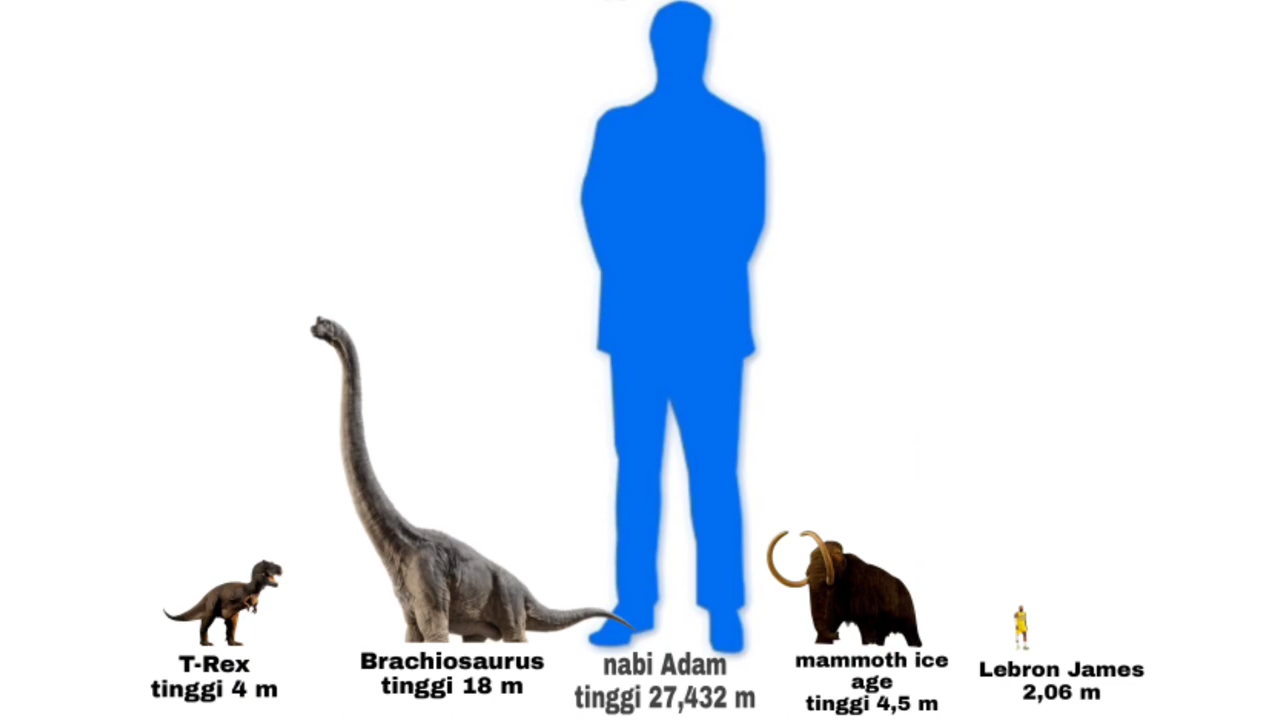 T-Rex
tinggi 4 m
Brachiosaurus
tinggi 18 m
nabi Adam
tinggi 27,432 m
mammoth ice
age
tinggi 4,5 m
Lebron James
2,06 m